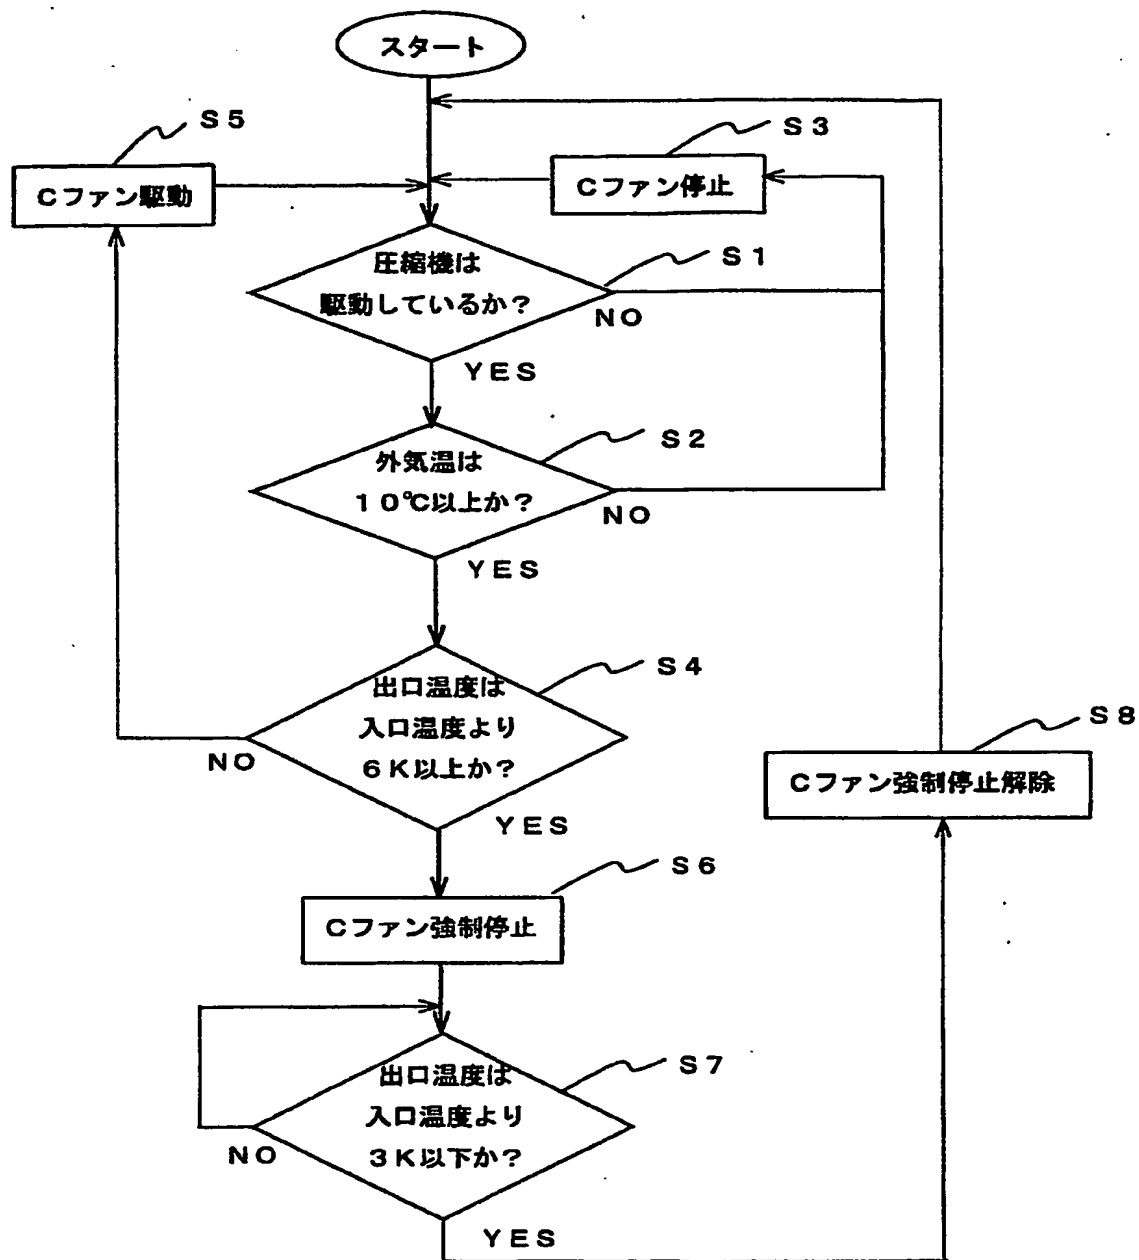 スタート
S5
Cファン駆動
S3
Cファン停止
S1
圧縮機は
駆動しているか?
NO
YES
S2
外気温は
10℃以上か?
NO
YES
S4
出口温度は
入口温度より
6K以上か?
NO
YES
S8
Cファン強制停止解除
S6
Cファン強制停止
S7
出口温度は
入口温度より
3K以下か?
NO
YES